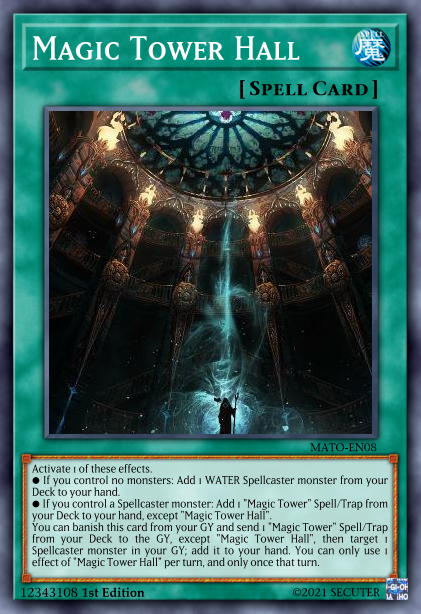 Magic Tower Hall
魔
[ Spell Card ]
MATO-EN08
Activate 1 of these effects.
● If you control no monsters: Add 1 WATER Spellcaster monster from
your Deck to your hand.
● If you control a Spellcaster monster: Add 1 "Magic Tower" Spell/Trap
from your Deck to your hand, except "Magic Tower Hall".
You can banish this card from your GY and send 1 "Magic Tower" Spell/Trap
from your Deck to the GY, except "Magic Tower Hall", then target 1
Spellcaster monster in your GY; add it to your hand. You can only use 1
effect of "Magic Tower Hall" per turn, and only once that turn.
12343108 1st Edition
©2021 SECUTER